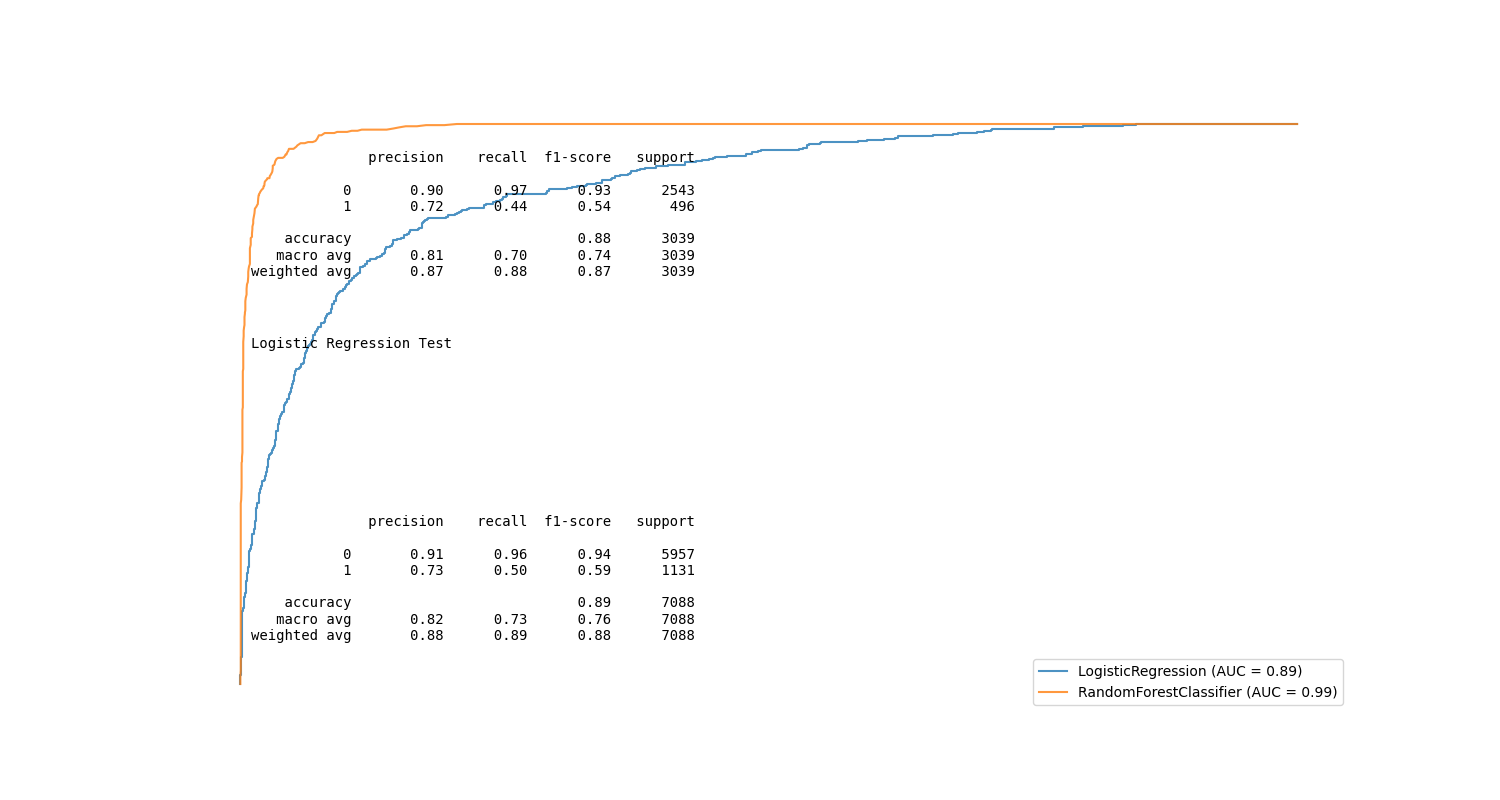 precision    recall  f1-score   support

           0       0.90      0.97      0.93      2543
           1       0.72      0.44      0.54       496

    accuracy                           0.88      3039
   macro avg       0.81      0.70      0.74      3039
weighted avg       0.87      0.88      0.87      3039

Logistic Regression Test

              precision    recall  f1-score   support

           0       0.91      0.96      0.94      5957
           1       0.73      0.50      0.59      1131

    accuracy                           0.89      7088
   macro avg       0.82      0.73      0.76      7088
weighted avg       0.88      0.89      0.88      7088

LogisticRegression (AUC = 0.89)
RandomForestClassifier (AUC = 0.99)